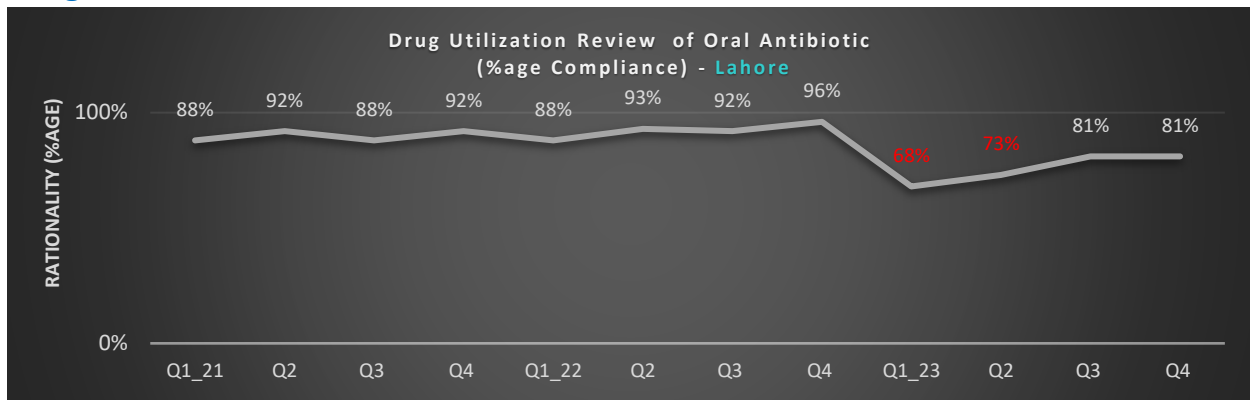 Drug Utilization Review of Oral Antibiotic
(%age Compliance) - Lahore
RATIONALITY (%AGE)
100%
0%
88%
92%
88%
92%
88%
93%
92%
96%
68%
73%
81%
81%
Q1_21
Q2
Q3
Q4
Q1_22
Q2
Q3
Q4
Q1_23
Q2
Q3
Q4